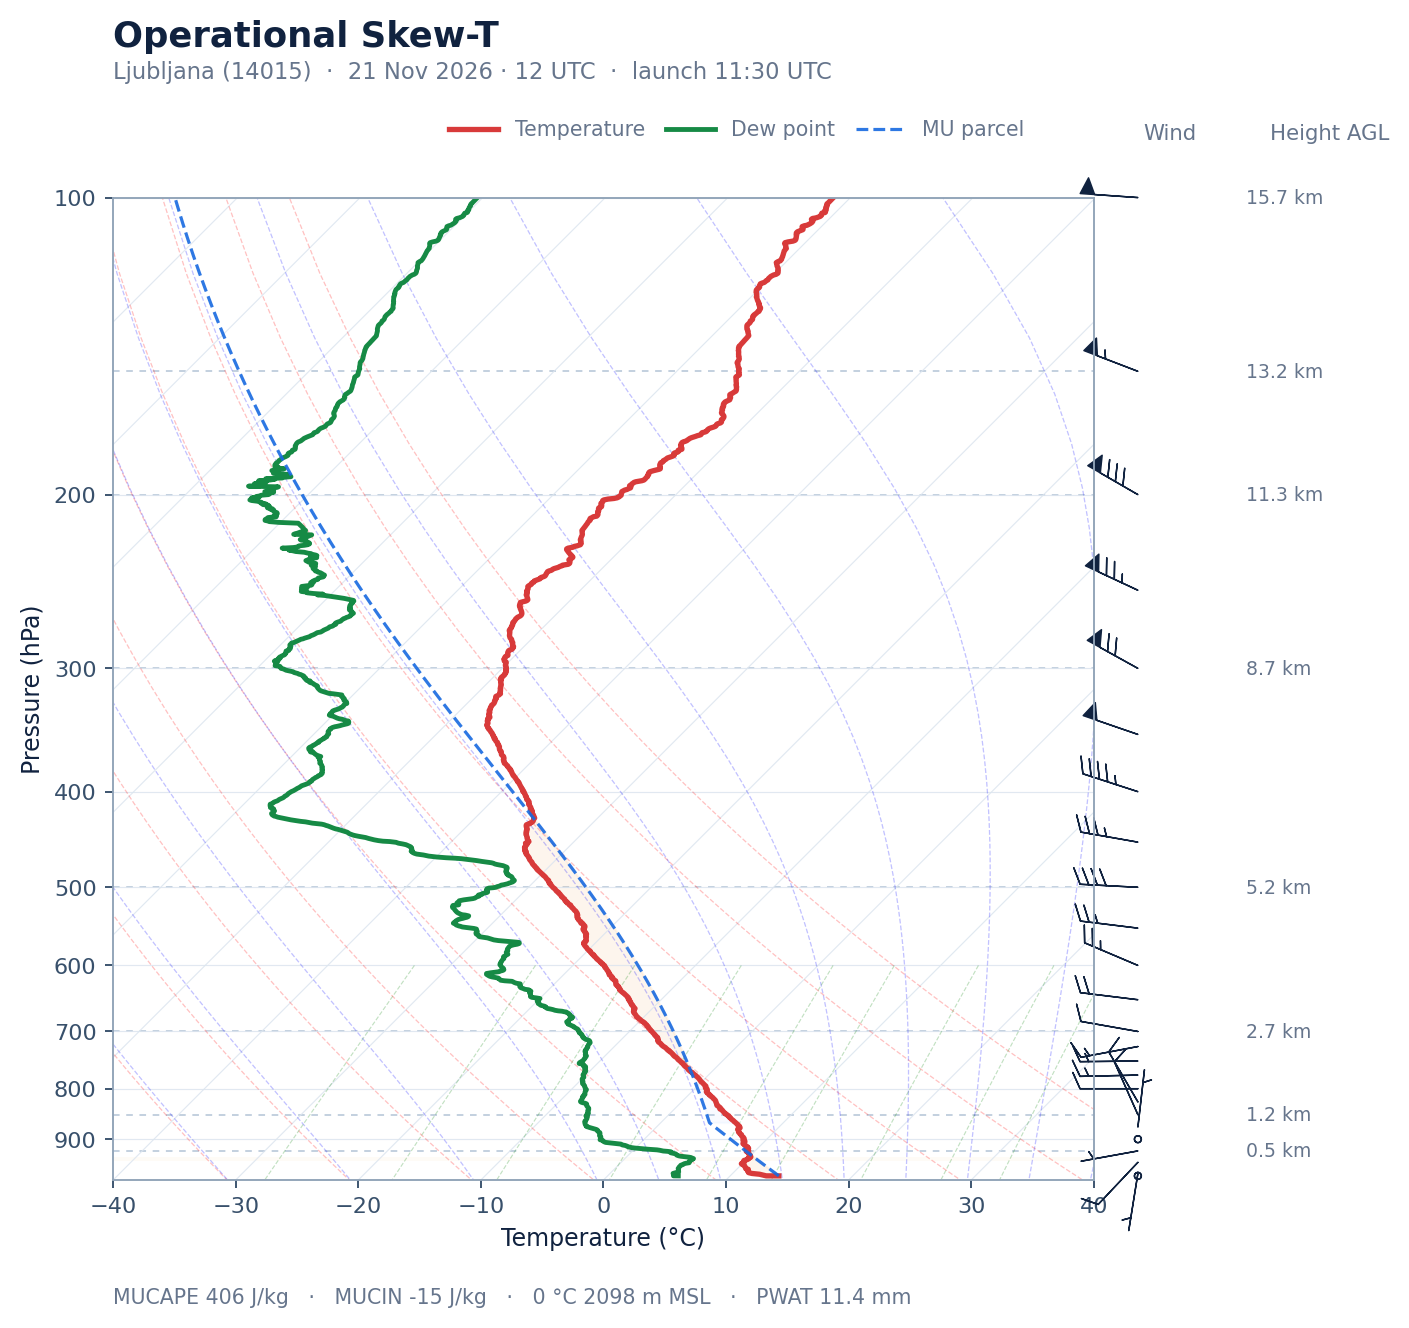 Operational Skew-T
Ljubljana (14015)  ·  21 Nov 2026 · 12 UTC  ·  launch 11:30 UTC
Temperature  Dew point  MU parcel
Wind  Height AGL
100  15.7 km
13.2 km
200  11.3 km
300  8.7 km
400
500  5.2 km
600
700  2.7 km
800
1.2 km
900
0.5 km
Pressure (hPa)
−40  −30  −20  −10  0  10  20  30  40
Temperature (°C)
MUCAPE 406 J/kg  ·  MUCIN -15 J/kg  ·  0 °C 2098 m MSL  ·  PWAT 11.4 mm